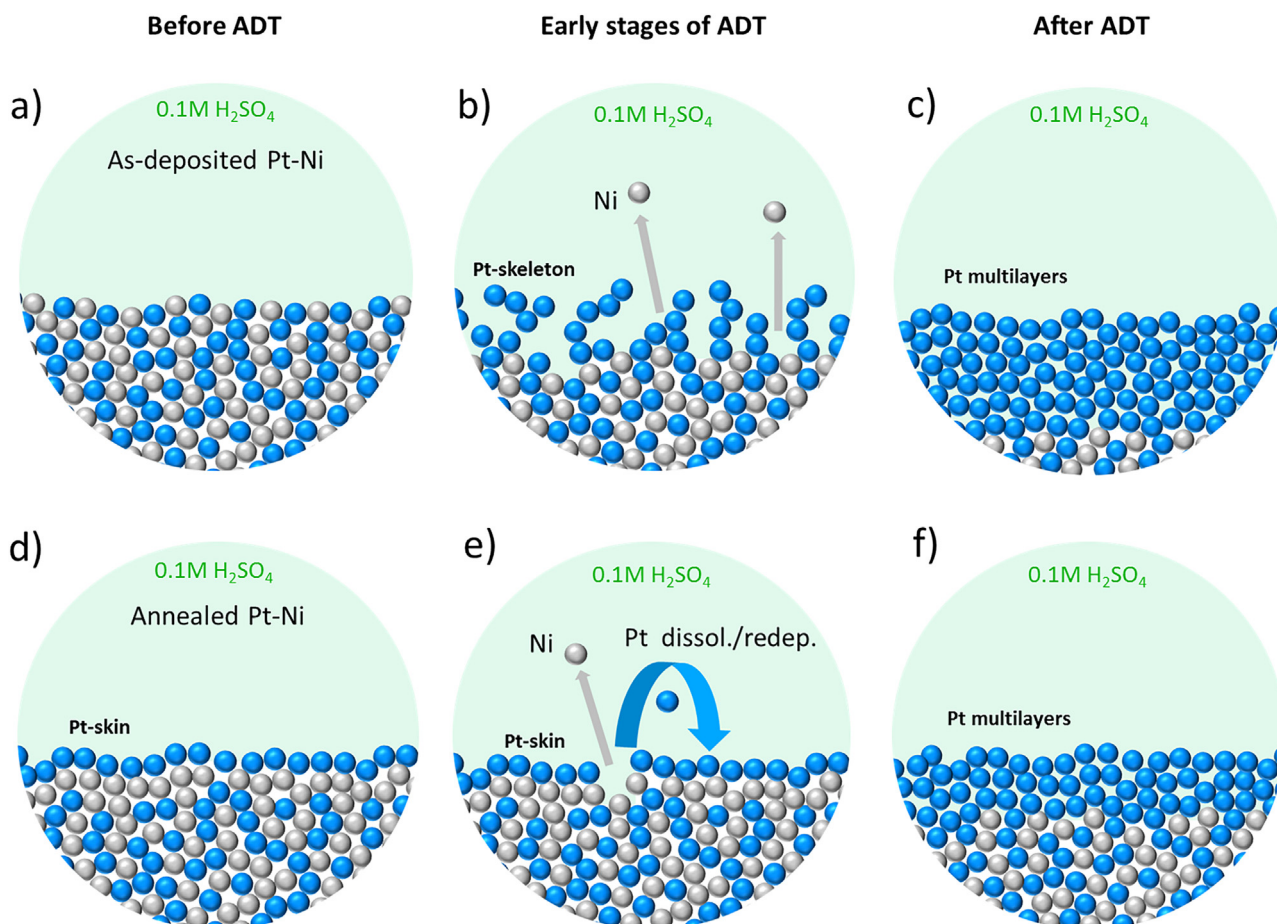 Before ADT
Early stages of ADT
After ADT
a)
0.1M H₂SO₄
As-deposited Pt-Ni
b)
0.1M H₂SO₄
Ni
Pt-skeleton
c)
0.1M H₂SO₄
Pt multilayers
d)
0.1M H₂SO₄
Annealed Pt-Ni
Pt-skin
e)
0.1M H₂SO₄
Ni
Pt dissol./redep.
Pt-skin
f)
0.1M H₂SO₄
Pt multilayers